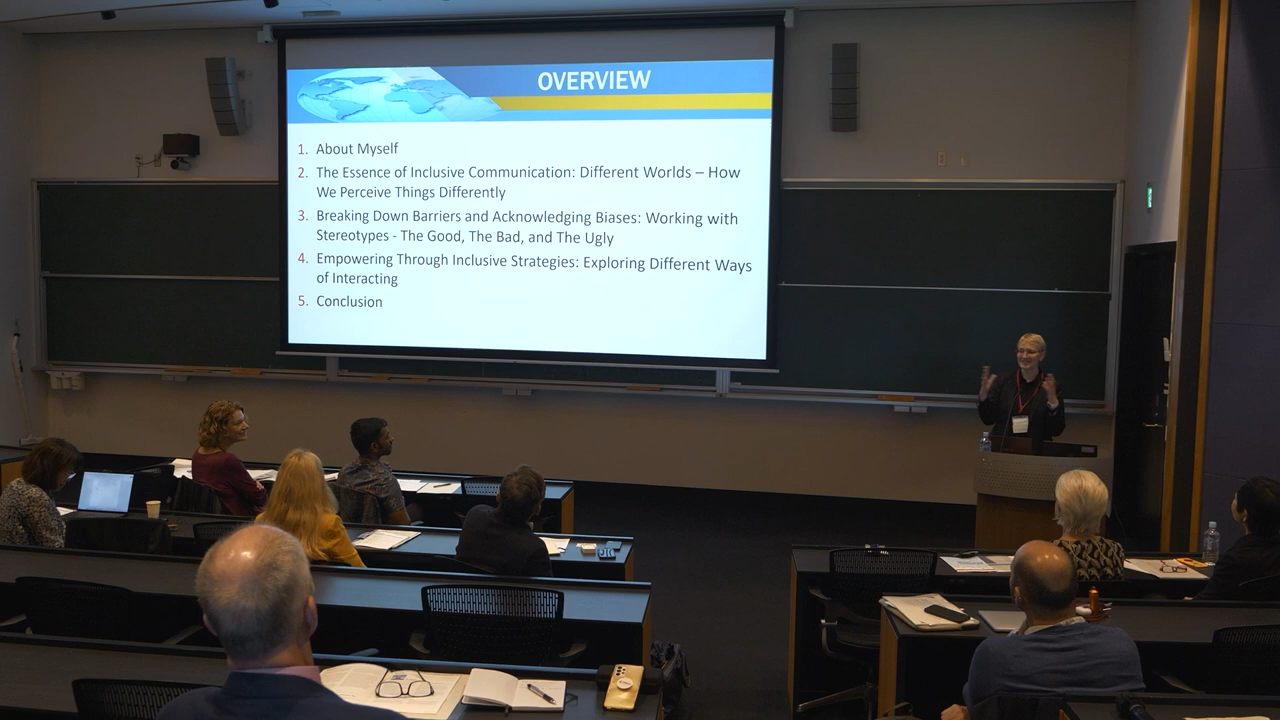 OVERVIEW
1. About Myself
2. The Essence of Inclusive Communication: Different Worlds – How
We Perceive Things Differently
3. Breaking Down Barriers and Acknowledging Biases: Working with
Stereotypes - The Good, The Bad, and The Ugly
4. Empowering Through Inclusive Strategies: Exploring Different Ways
of Interacting
5. Conclusion